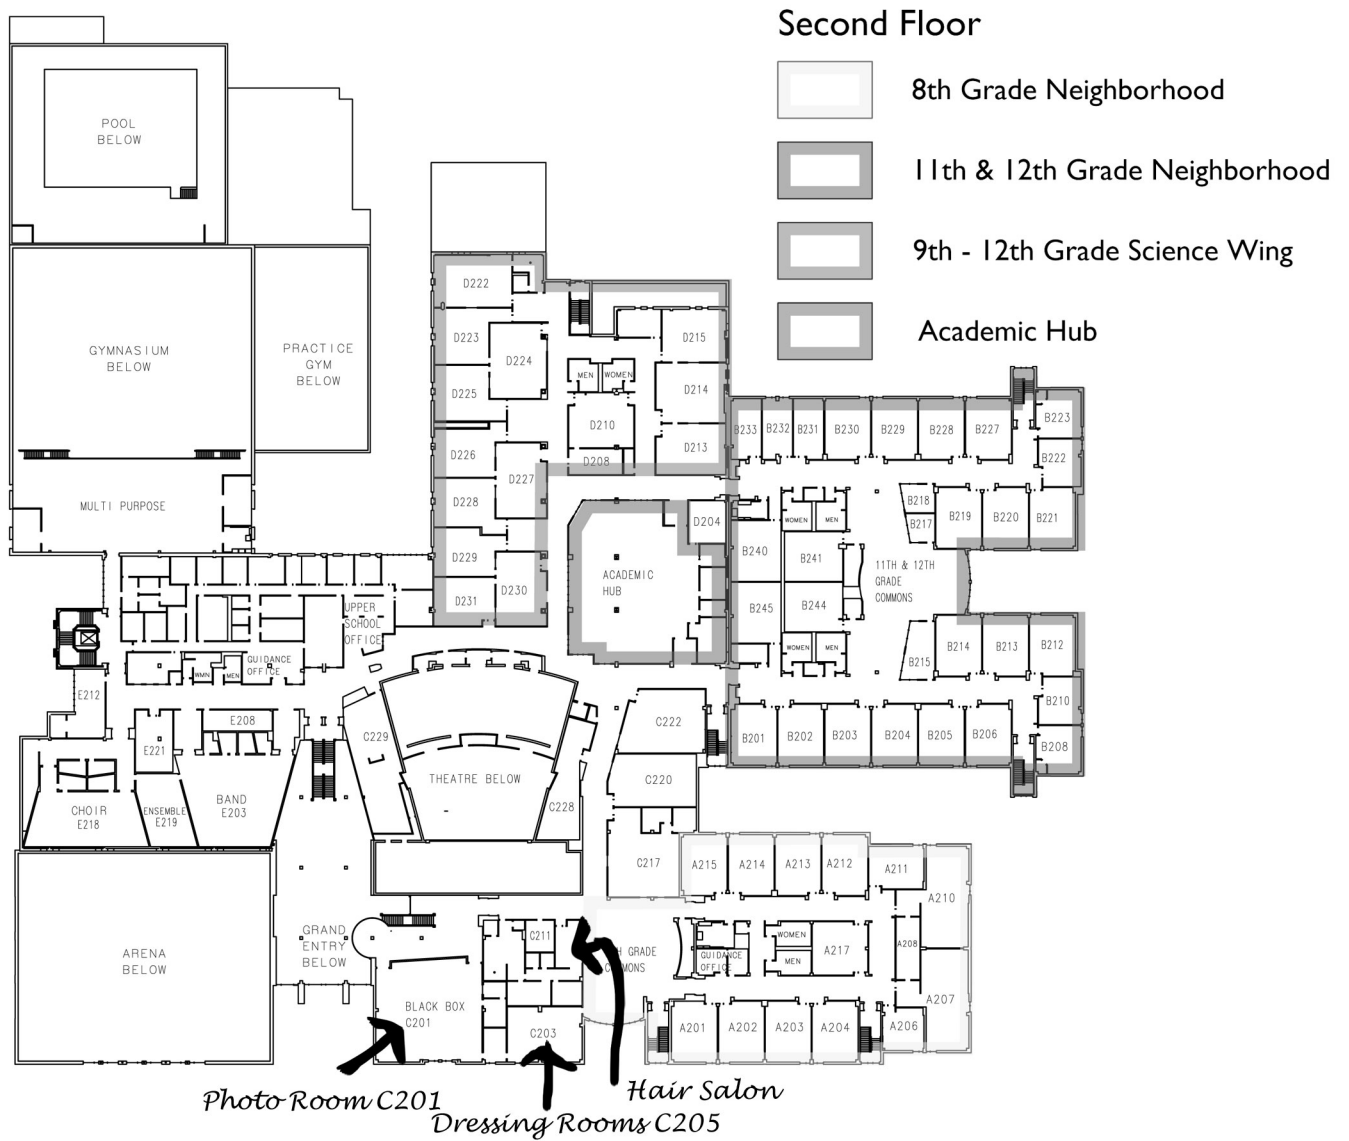 Second Floor
8th Grade Neighborhood
11th & 12th Grade Neighborhood
9th - 12th Grade Science Wing
Academic Hub
POOL
BELOW
GYMNASIUM
BELOW
PRACTICE
GYM
BELOW
MULTI PURPOSE
D222
D223
D224
D225
D226
D227
D228
D229
D230
D231
D215
D214
D213
MEN
WOMEN
D210
D208
D204
ACADEMIC
HUB
B233
B232
B231
B230
B229
B228
B227
B223
B222
B221
B220
B219
B218
B217
WOMEN
MEN
B240
B241
B245
B244
WOMEN
MEN
11TH & 12TH
GRADE
COMMONS
B215
B214
B213
B212
B210
B208
B201
B202
B203
B204
B205
B206
UPPER
SCHOOL
OFFICE
GUIDANCE
OFFICE
WMN
MEN
E212
E208
E221
CHOIR
E218
ENSEMBLE
E219
BAND
E203
C229
THEATRE BELOW
C228
C222
C220
C217
A215
A214
A213
A212
A211
A210
A208
A207
A206
A217
WOMEN
MEN
GUIDANCE
OFFICE
A201
A202
A203
A204
H GRADE
COMMONS
ARENA
BELOW
GRAND
ENTRY
BELOW
C211
BLACK BOX
C201
C203
Photo Room C201
Dressing Rooms C205
Hair Salon